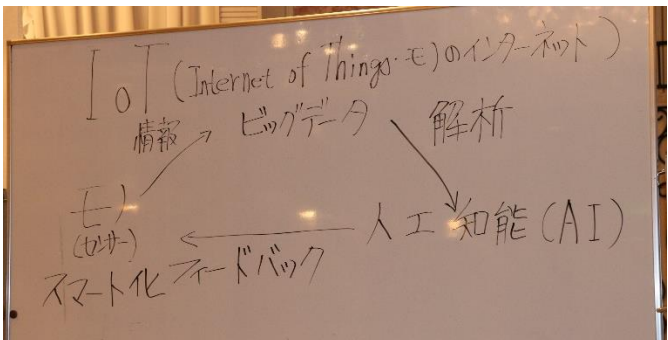 IoT (Internet of Things・モノのインターネット)
情報 ビッグデータ 解析
モノ 人工知能(AI)
(センサー)
スマート化 フィードバック